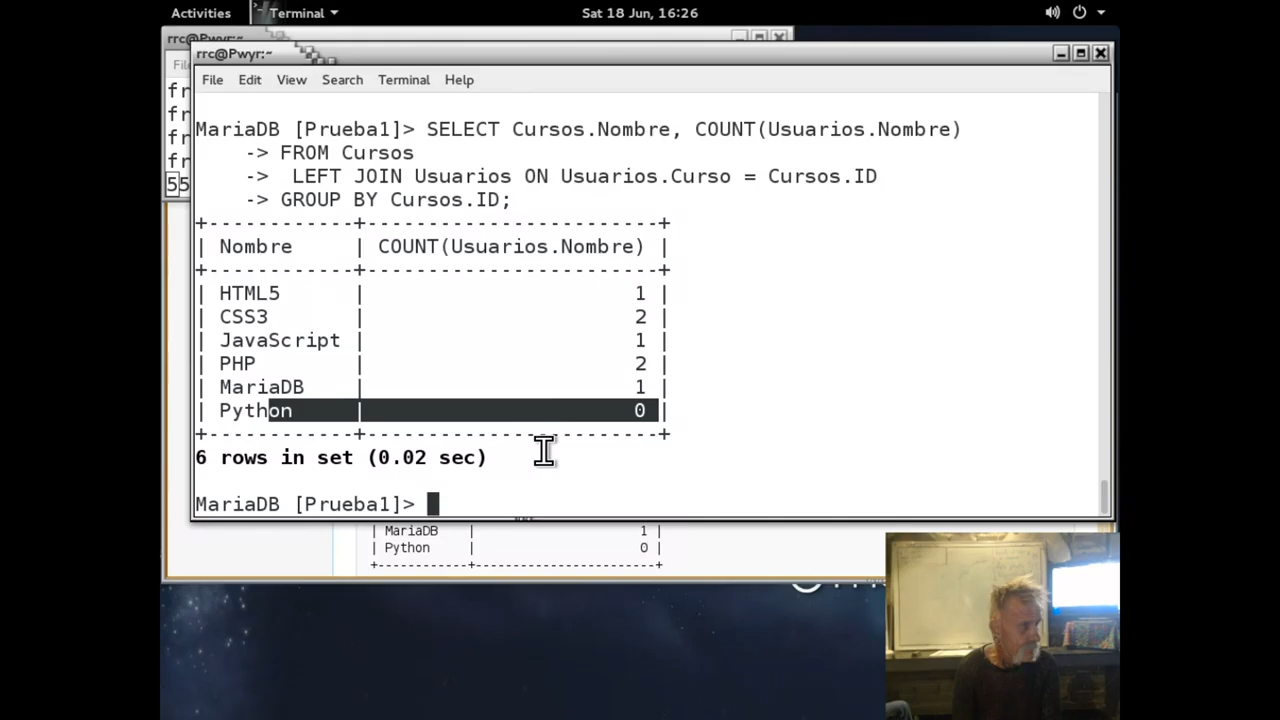 Activities Terminal Sat 18 Jun, 16:26
rrc@Pwyr:~
rrc@Pwyr:~
File Edit View Search Terminal Help
MariaDB [Prueba1]> SELECT Cursos.Nombre, COUNT(Usuarios.Nombre)
-> FROM Cursos
-> LEFT JOIN Usuarios ON Usuarios.Curso = Cursos.ID
-> GROUP BY Cursos.ID;
+------------+-------------------------+
| Nombre | COUNT(Usuarios.Nombre) |
+------------+-------------------------+
| HTML5 | 1 |
| CSS3 | 2 |
| JavaScript | 1 |
| PHP | 2 |
| MariaDB | 1 |
| Python | 0 |
+------------+-------------------------+
6 rows in set (0.02 sec)
MariaDB [Prueba1]>
| MariaDB | 1 |
| Python | 0 |
+-----------+----------------------+